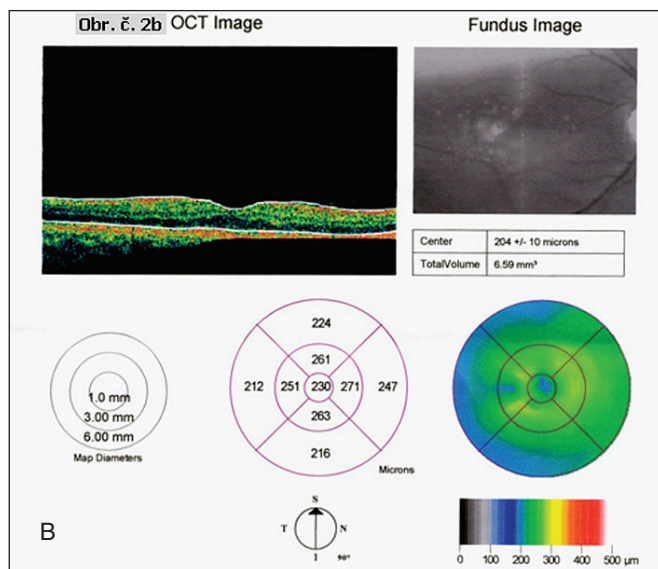 Obr. č. 2b OCT Image
Fundus Image
Center 204 +/- 10 microns
TotalVolume 6.59 mm³
224
261
212 251 230 271 247
263
216
Microns
1.0 mm
3.00 mm
6.00 mm
Map Diameters
S
T N
I 90°
B
0 100 200 300 400 500 µm